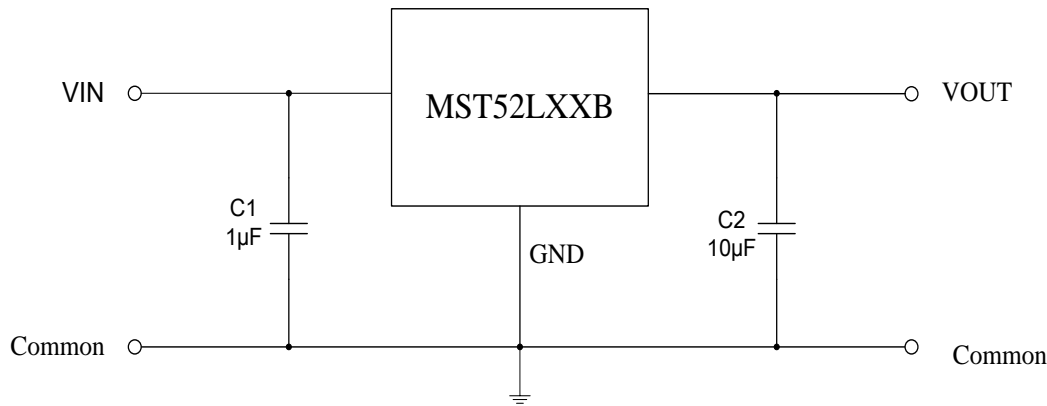 VIN
MST52LXXB
VOUT
C1
1µF
C2
10µF
GND
Common
Common